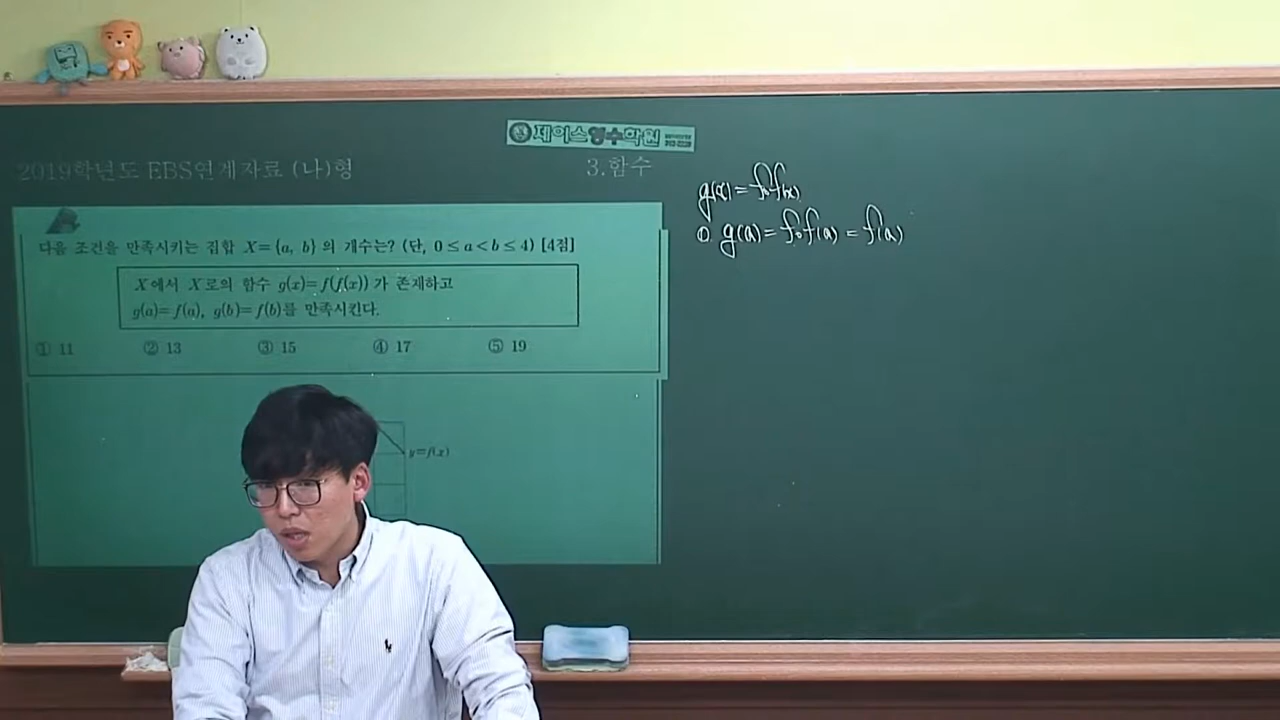 제이스영수학원
2019학년도 EBS연계자료 (나)형
3.함수
다음 조건을 만족시키는 집합 X={a, b}의 개수는? (단, 0≤a<b≤4) [4점]
X에서 X로의 함수 g(x)=f(f(x))가 존재하고
g(a)=f(a), g(b)=f(b)를 만족시킨다.
① 11 ② 13 ③ 15 ④ 17 ⑤ 19
y=f(x)
g(x)=f∘f(x)
① g(a)=f∘f(a)=f(a)